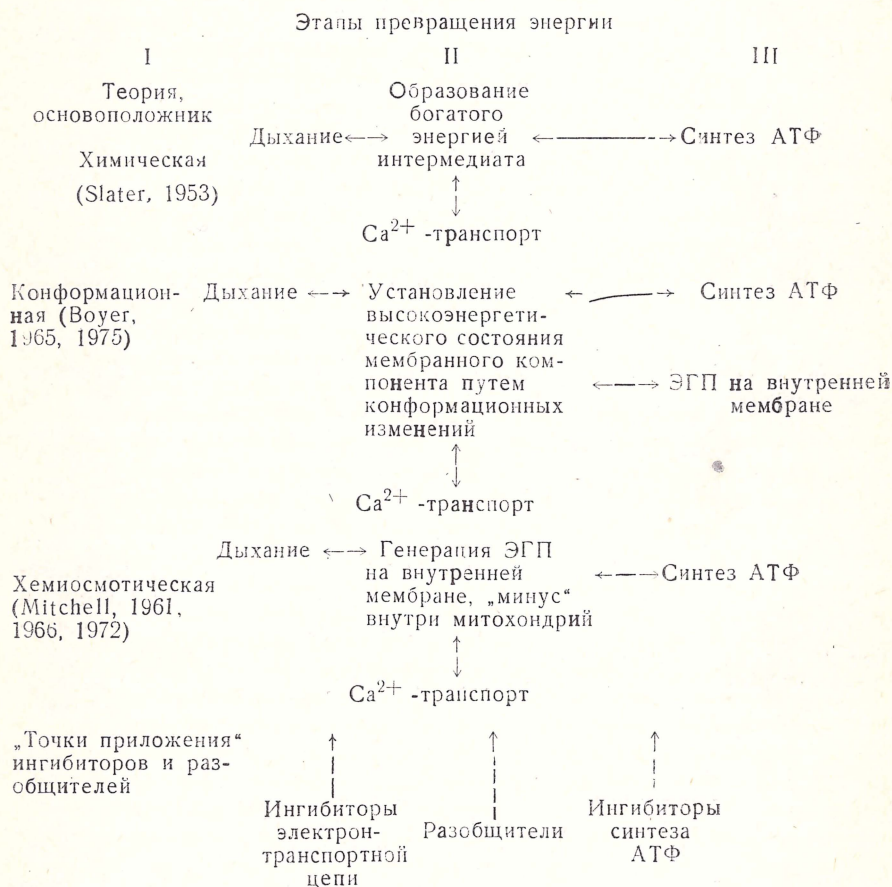 Этапы превращения энергии
I II III
Теория,
основоположник
Химическая
(Slater, 1953)
Дыхание ←→ Образование
богатого
энергией
интермедиата
←→ Синтез АТФ
↑
↓
Ca²⁺ -транспорт
Конформацион-
ная (Boyer,
1965, 1975)
Дыхание ←→ Установление
высокоэнергети-
ческого состояния
мембранного ком-
понента путем
конформационных
изменений
←→ Синтез АТФ
←→ ЭГП на внутренней
мембране
↑
↓
Ca²⁺ -транспорт
Хемиосмотическая
(Mitchell, 1961,
1966, 1972)
Дыхание ←→ Генерация ЭГП
на внутренней
мембране, „минус“
внутри митохондрий
←→ Синтез АТФ
↑
↓
Ca²⁺ -транспорт
„Точки приложения“
ингибиторов и раз-
общителей
↑ ↑ ↑
Ингибиторы
электрон-
транспортной
цепи
Разобщители
Ингибиторы
синтеза
АТФ